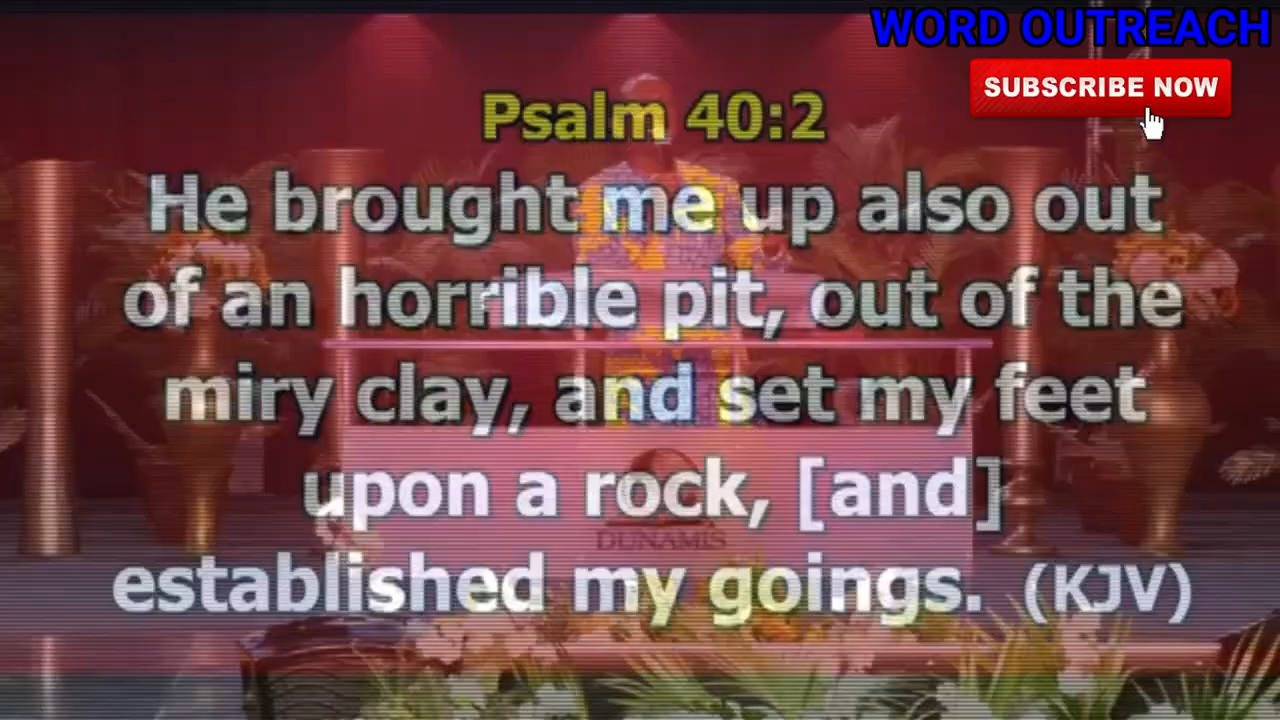 WORD OUTREACH
SUBSCRIBE NOW
Psalm 40:2
He brought me up also out
of an horrible pit, out of the
miry clay, and set my feet
upon a rock, [and]
DUNAMIS
established my goings. (KJV)